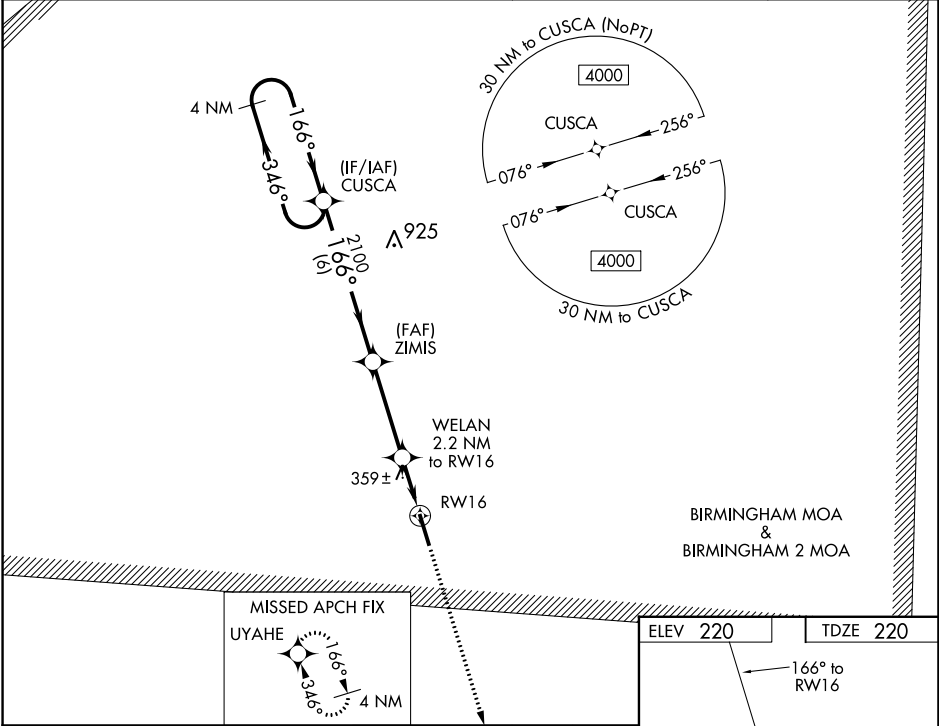 30 NM to CUSCA (NoPT)
4000
CUSCA
256°
076°
256°
076°
CUSCA
4000
30 NM to CUSCA
4 NM
166°
346°
(IF/IAF)
CUSCA
925
2100
166°
(6)
(FAF)
ZIMIS
WELAN
2.2 NM
to RW16
359±
RW16
BIRMINGHAM MOA
&
BIRMINGHAM 2 MOA
MISSED APCH FIX
UYAHE
166°
346°
4 NM
ELEV 220
TDZE 220
166° to
RW16